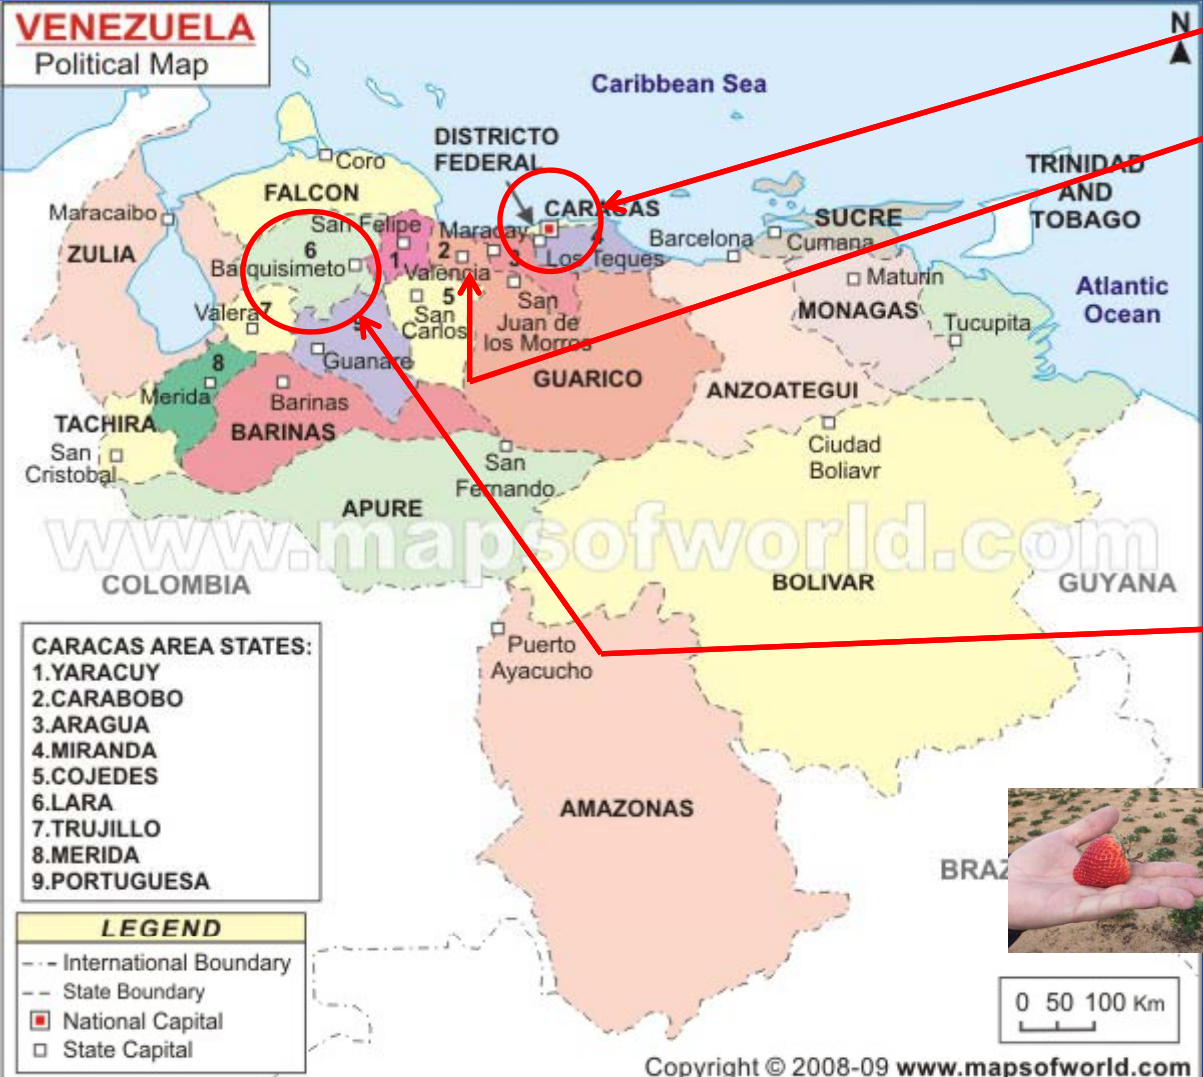 VENEZUELA
Political Map
N
Caribbean Sea
DISTRICTO
FEDERAL
Coro
FALCON
TRINIDAD
AND
TOBAGO
Maracaibo
San Felipe
Maracay
CARACAS
SUCRE
Barcelona
Cumana
ZULIA
6
1
2
3
4
Los Teques
Barquisimeto
Valencia
Maturin
Atlantic
Ocean
Valera
7
5
San
Carlos
San
Juan de
los Morros
MONAGAS
Tucupita
9
Guanare
8
Merida
Barinas
GUARICO
ANZOATEGUI
TACHIRA
BARINAS
San
Cristobal
San
Fernando
Ciudad
Boliavr
APURE
www.mapsofworld.com
COLOMBIA
BOLIVAR
GUYANA
Puerto
Ayacucho
CARACAS AREA STATES:
1.YARACUY
2.CARABOBO
3.ARAGUA
4.MIRANDA
5.COJEDES
6.LARA
7.TRUJILLO
8.MERIDA
9.PORTUGUESA
AMAZONAS
BRAZ
LEGEND
International Boundary
State Boundary
National Capital
State Capital
0 50 100 Km
Copyright © 2008-09 www.mapsofworld.com